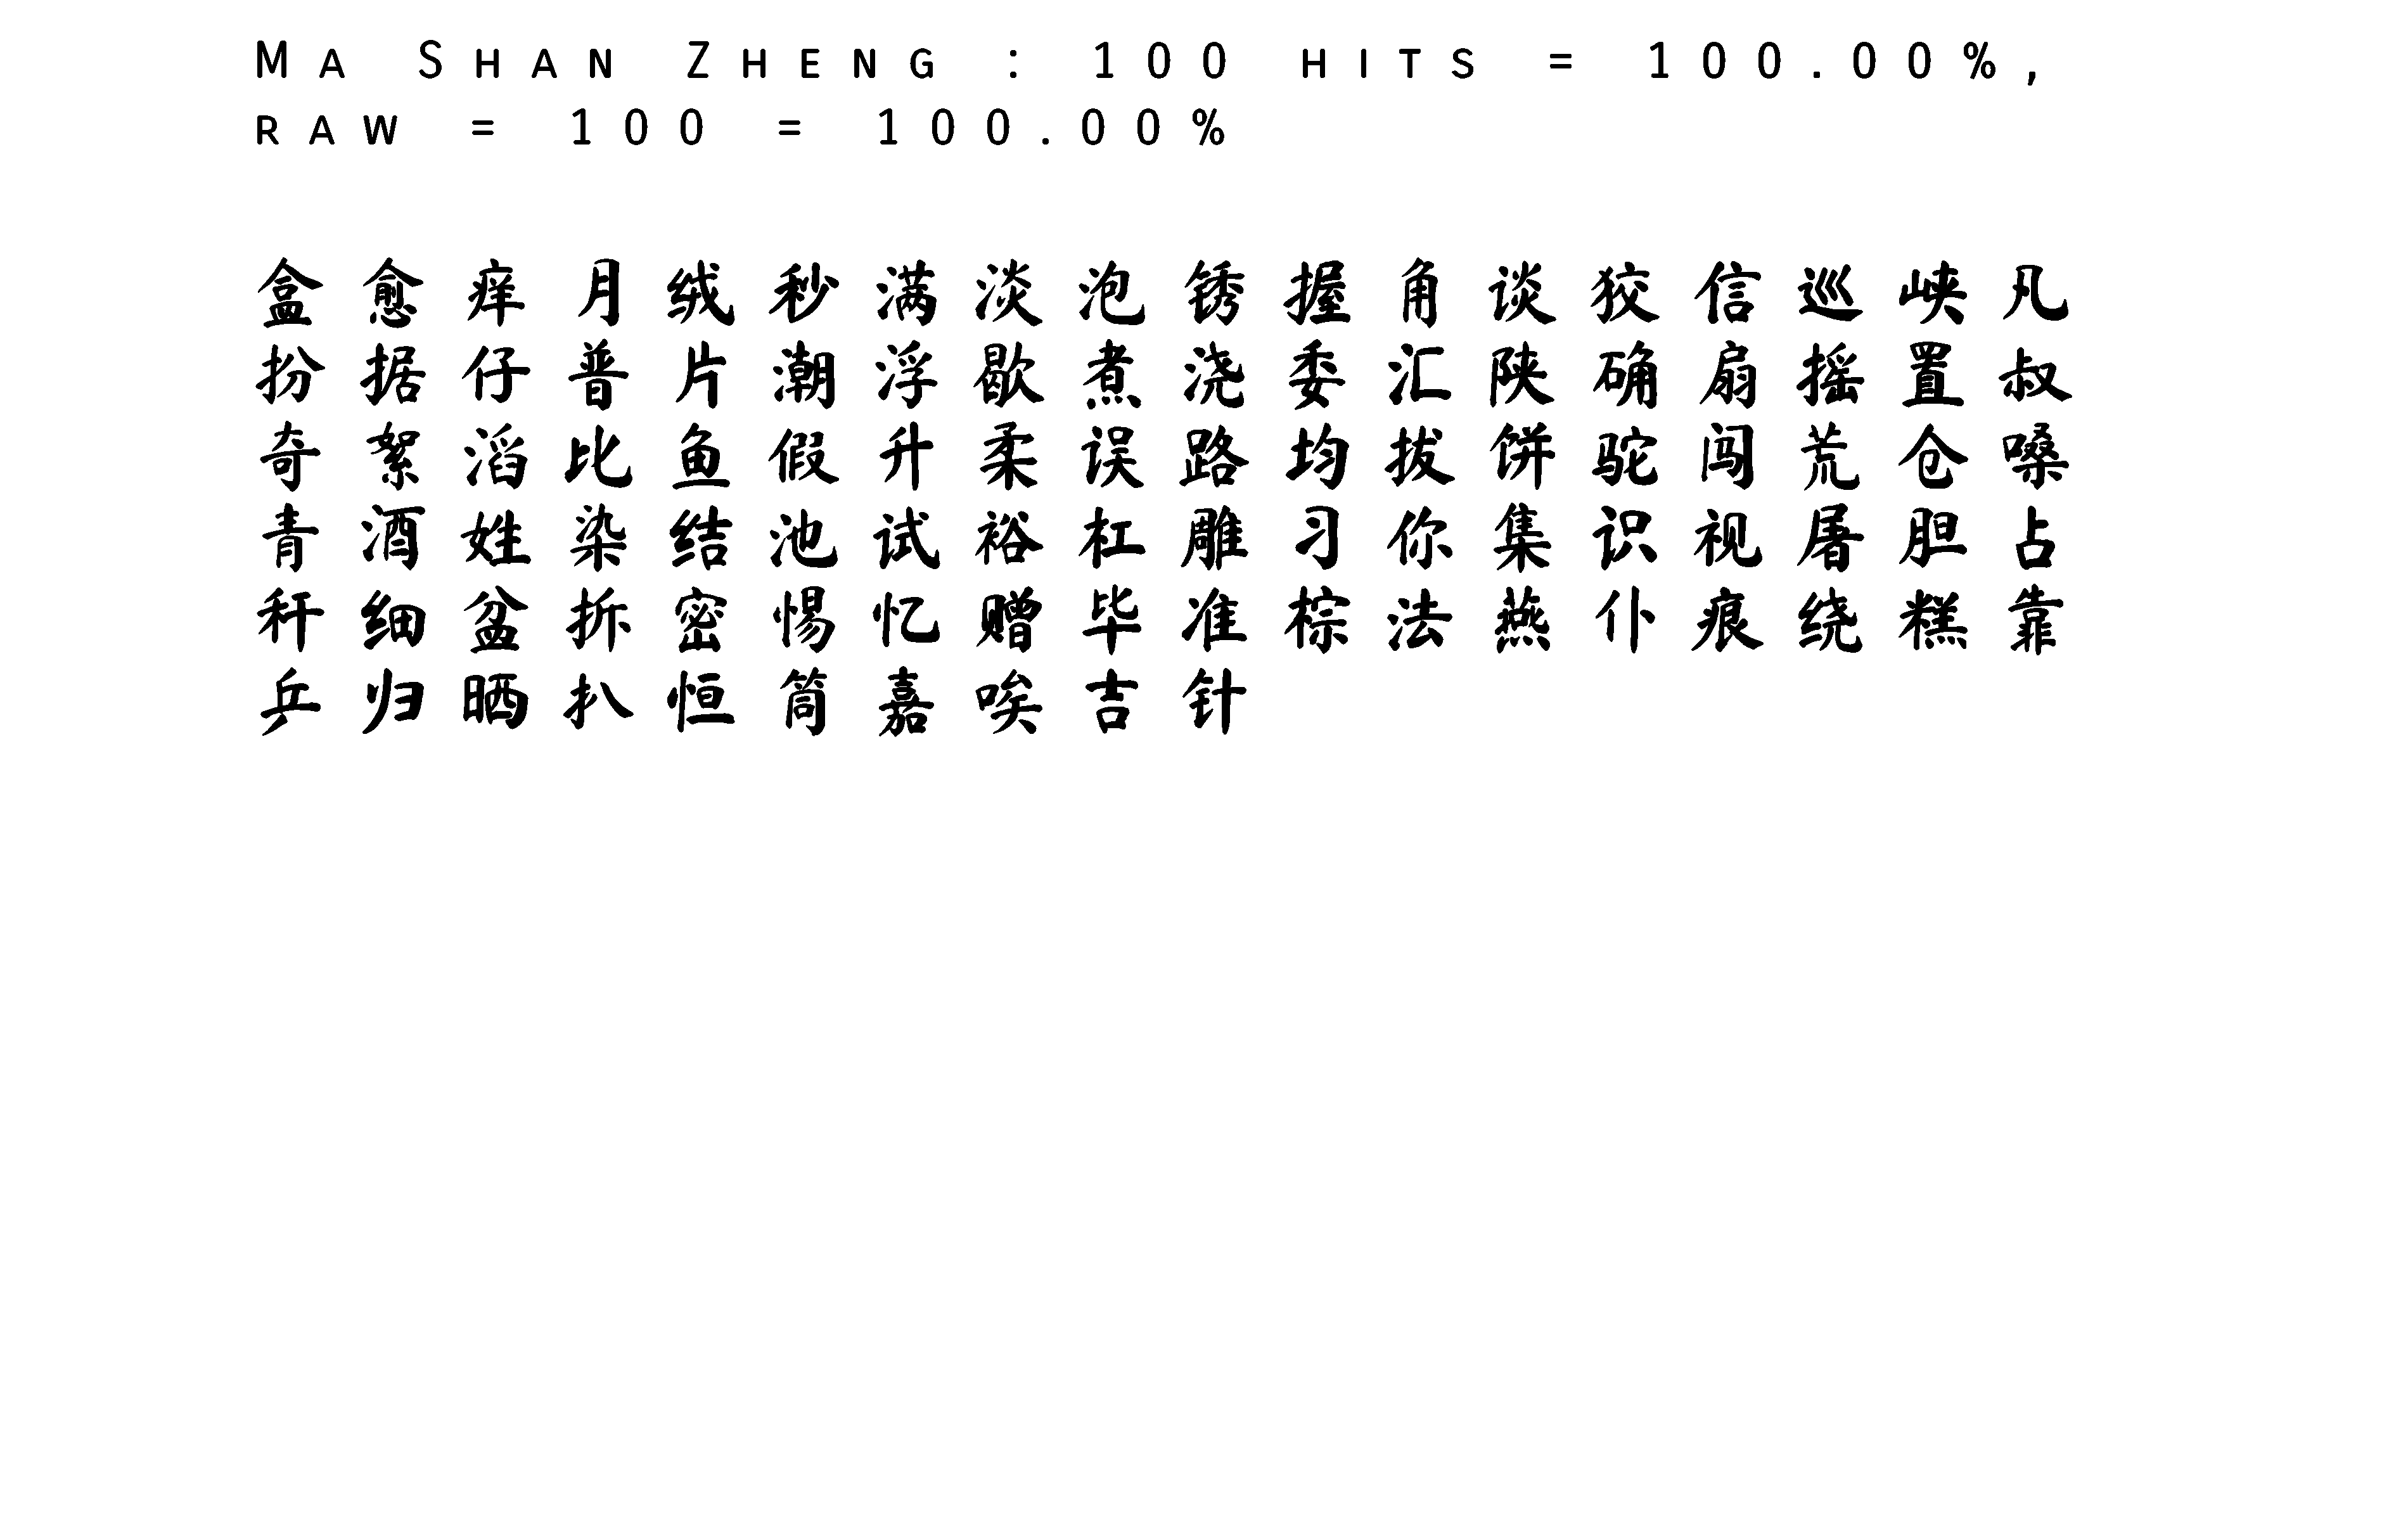 Ma Shan Zheng : 100 hits = 100.00%,
raw = 100 = 100.00%
盒愈痒月绒秒满淡泡锈握角谈狡信巡峡凡
扮据仔普片潮浮歇煮浇委汇陕确扇摇置叔
奇絮滔比鱼假升柔误路均拔饼驼闯荒仓嗓
青酒姓染结池试裕杠雕习你集识视屠胆占
秆细盆拆密惕忆赠毕准棕法燕仆痕绕糕靠
乒归晒扒恒筒嘉唉吉针